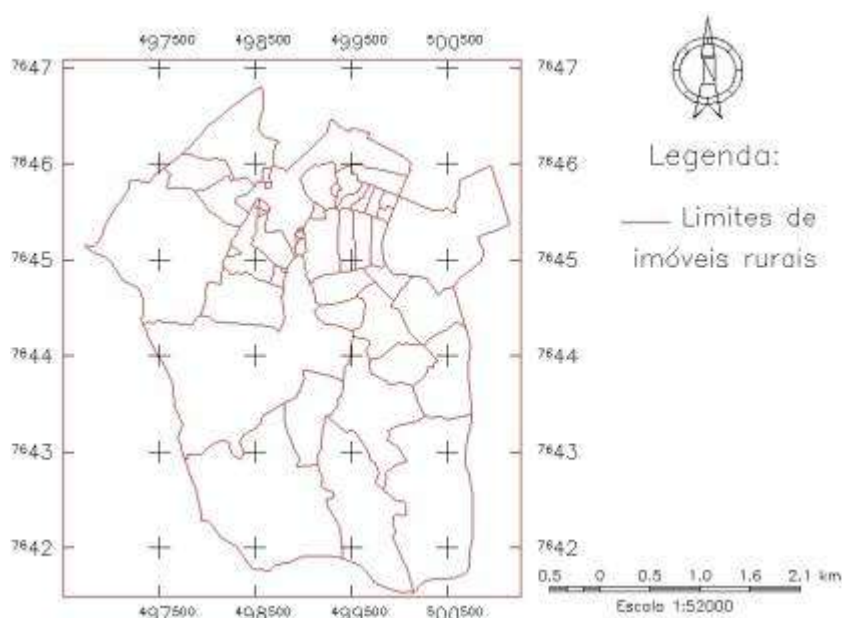 497500 498500 499500 500500
7647 7647
7646 7646
Legenda:
Limites de
imóveis rurais
7645 7645
7644 7644
7643 7643
7642 7642
0.5 0 0.5 1.0 1.6 2.1 km
Escala 1:52000
497500 498500 499500 500500